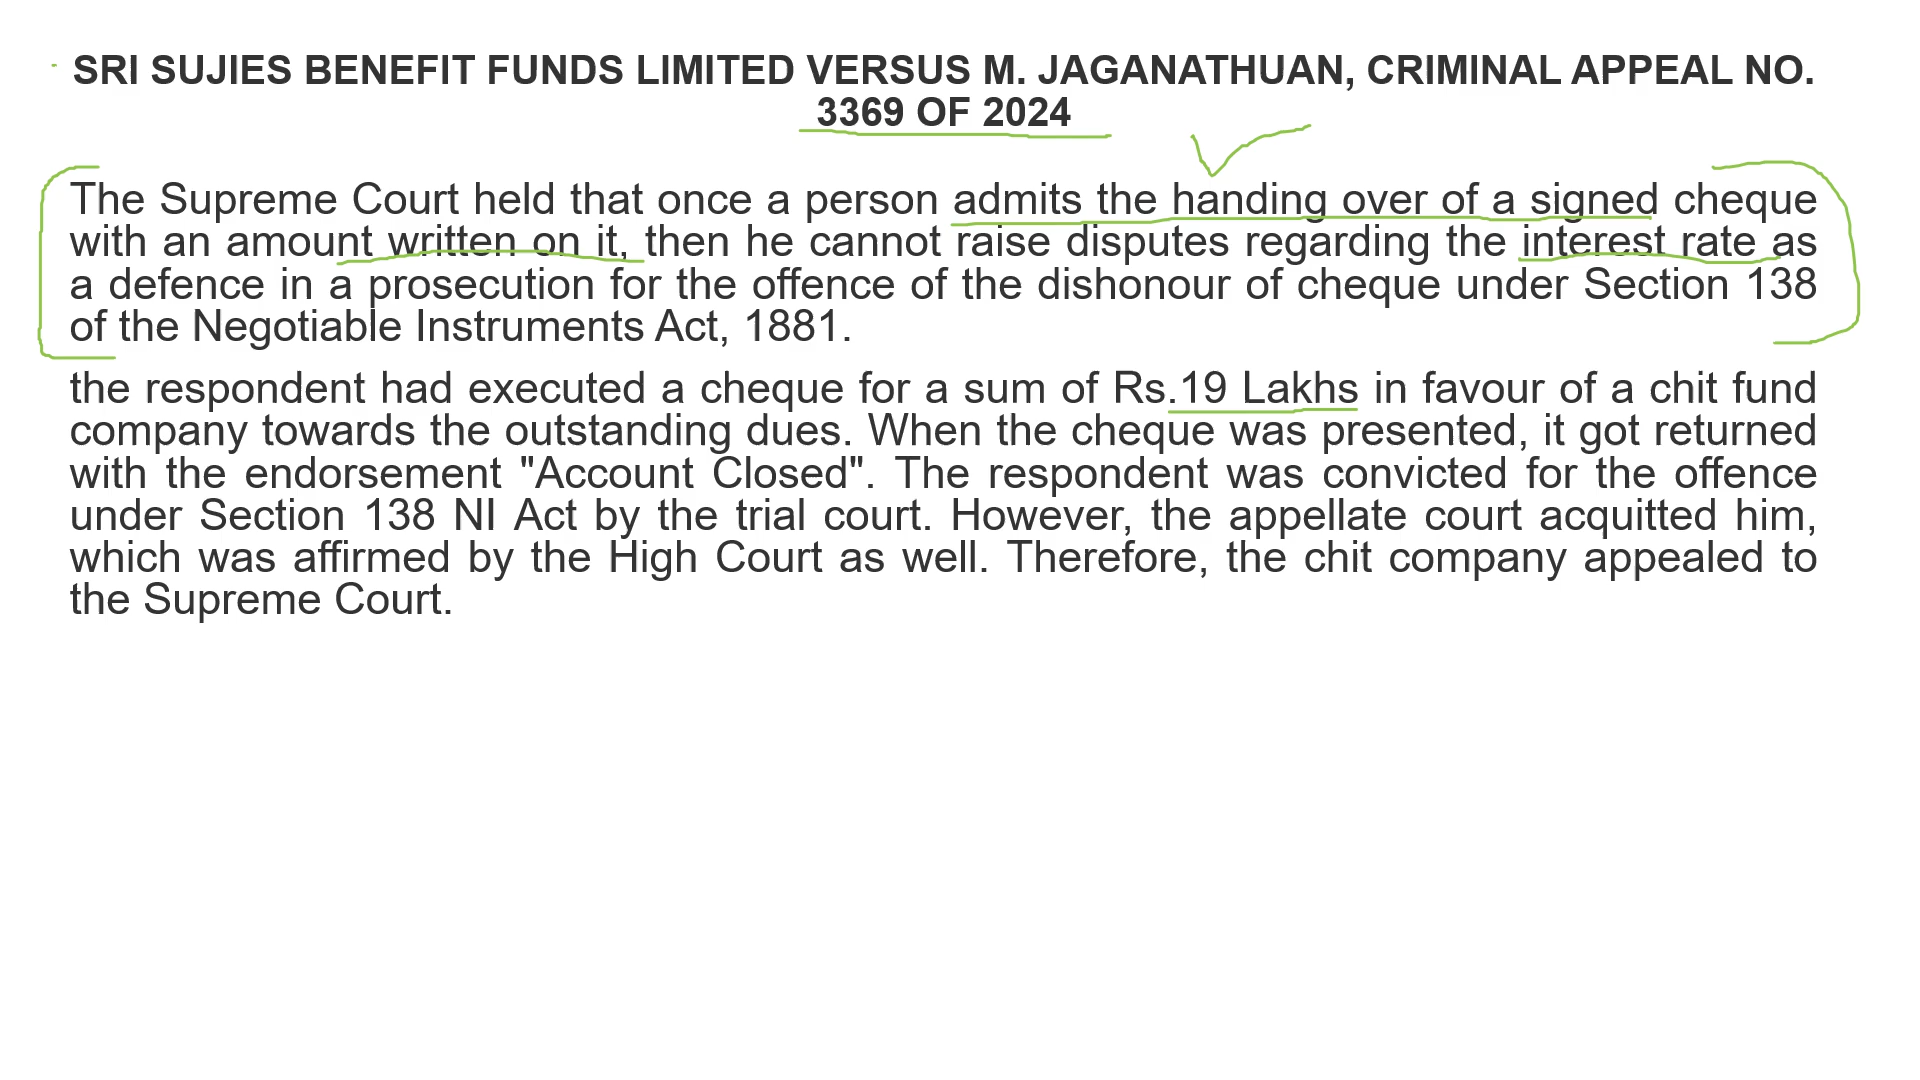 SRI SUJIES BENEFIT FUNDS LIMITED VERSUS M. JAGANATHUAN, CRIMINAL APPEAL NO.
3369 OF 2024
The Supreme Court held that once a person admits the handing over of a signed cheque
with an amount written on it, then he cannot raise disputes regarding the interest rate as
a defence in a prosecution for the offence of the dishonour of cheque under Section 138
of the Negotiable Instruments Act, 1881.
the respondent had executed a cheque for a sum of Rs.19 Lakhs in favour of a chit fund
company towards the outstanding dues. When the cheque was presented, it got returned
with the endorsement "Account Closed". The respondent was convicted for the offence
under Section 138 NI Act by the trial court. However, the appellate court acquitted him,
which was affirmed by the High Court as well. Therefore, the chit company appealed to
the Supreme Court.